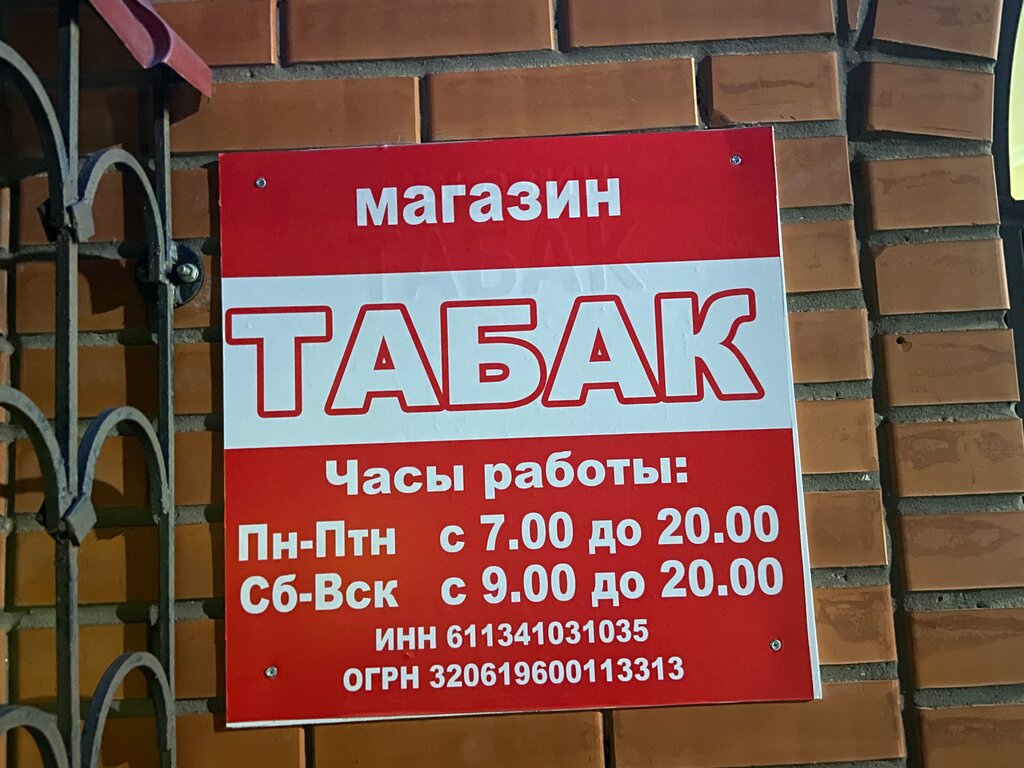 магазин
ТАБАК
Часы работы:
Пн-Птн с 7.00 до 20.00
Сб-Вск с 9.00 до 20.00
ИНН 611341031035
ОГРН 320619600113313